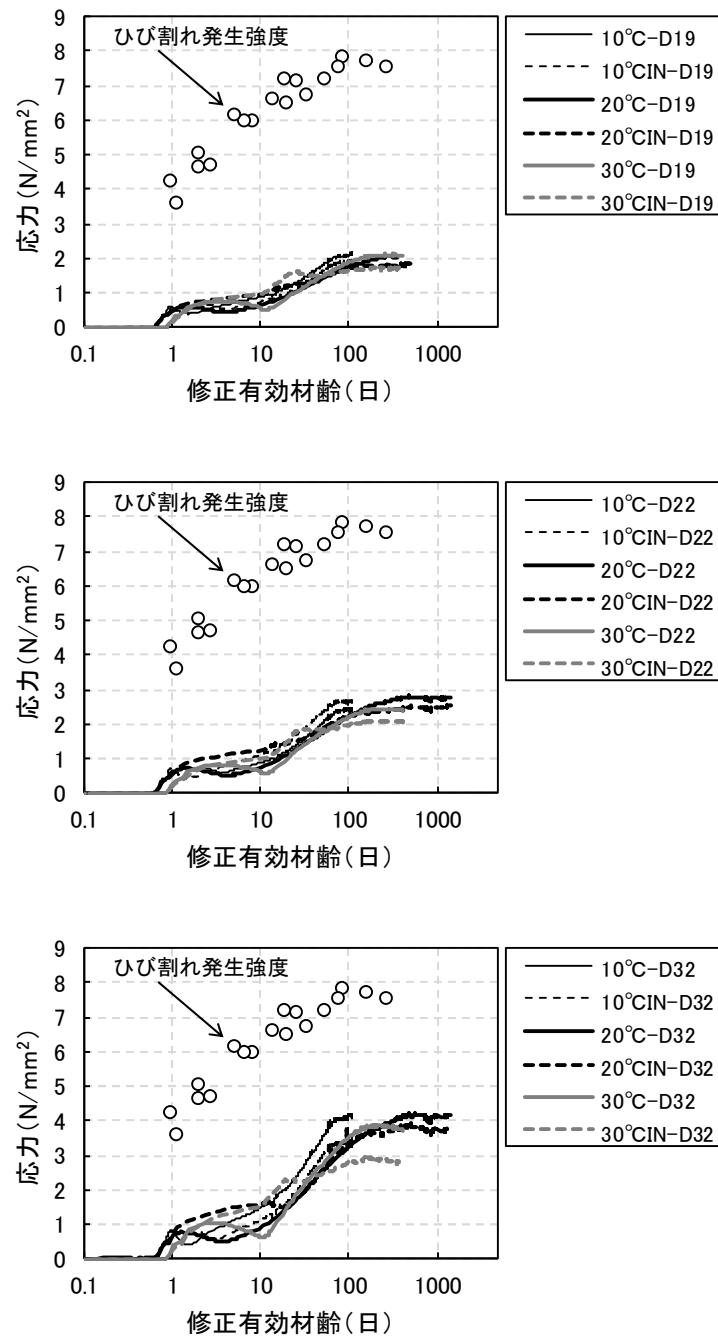 9
8
7
6
5
4
3
2
1
0
応力(N/mm²)
ひび割れ発生強度
0.1 1 10 100 1000
修正有効材齢(日)
10℃-D19
10℃IN-D19
20℃-D19
20℃IN-D19
30℃-D19
30℃IN-D19
9
8
7
6
5
4
3
2
1
0
応力(N/mm²)
ひび割れ発生強度
0.1 1 10 100 1000
修正有効材齢(日)
10℃-D22
10℃IN-D22
20℃-D22
20℃IN-D22
30℃-D22
30℃IN-D22
9
8
7
6
5
4
3
2
1
0
応力(N/mm²)
ひび割れ発生強度
0.1 1 10 100 1000
修正有効材齢(日)
10℃-D32
10℃IN-D32
20℃-D32
20℃IN-D32
30℃-D32
30℃IN-D32